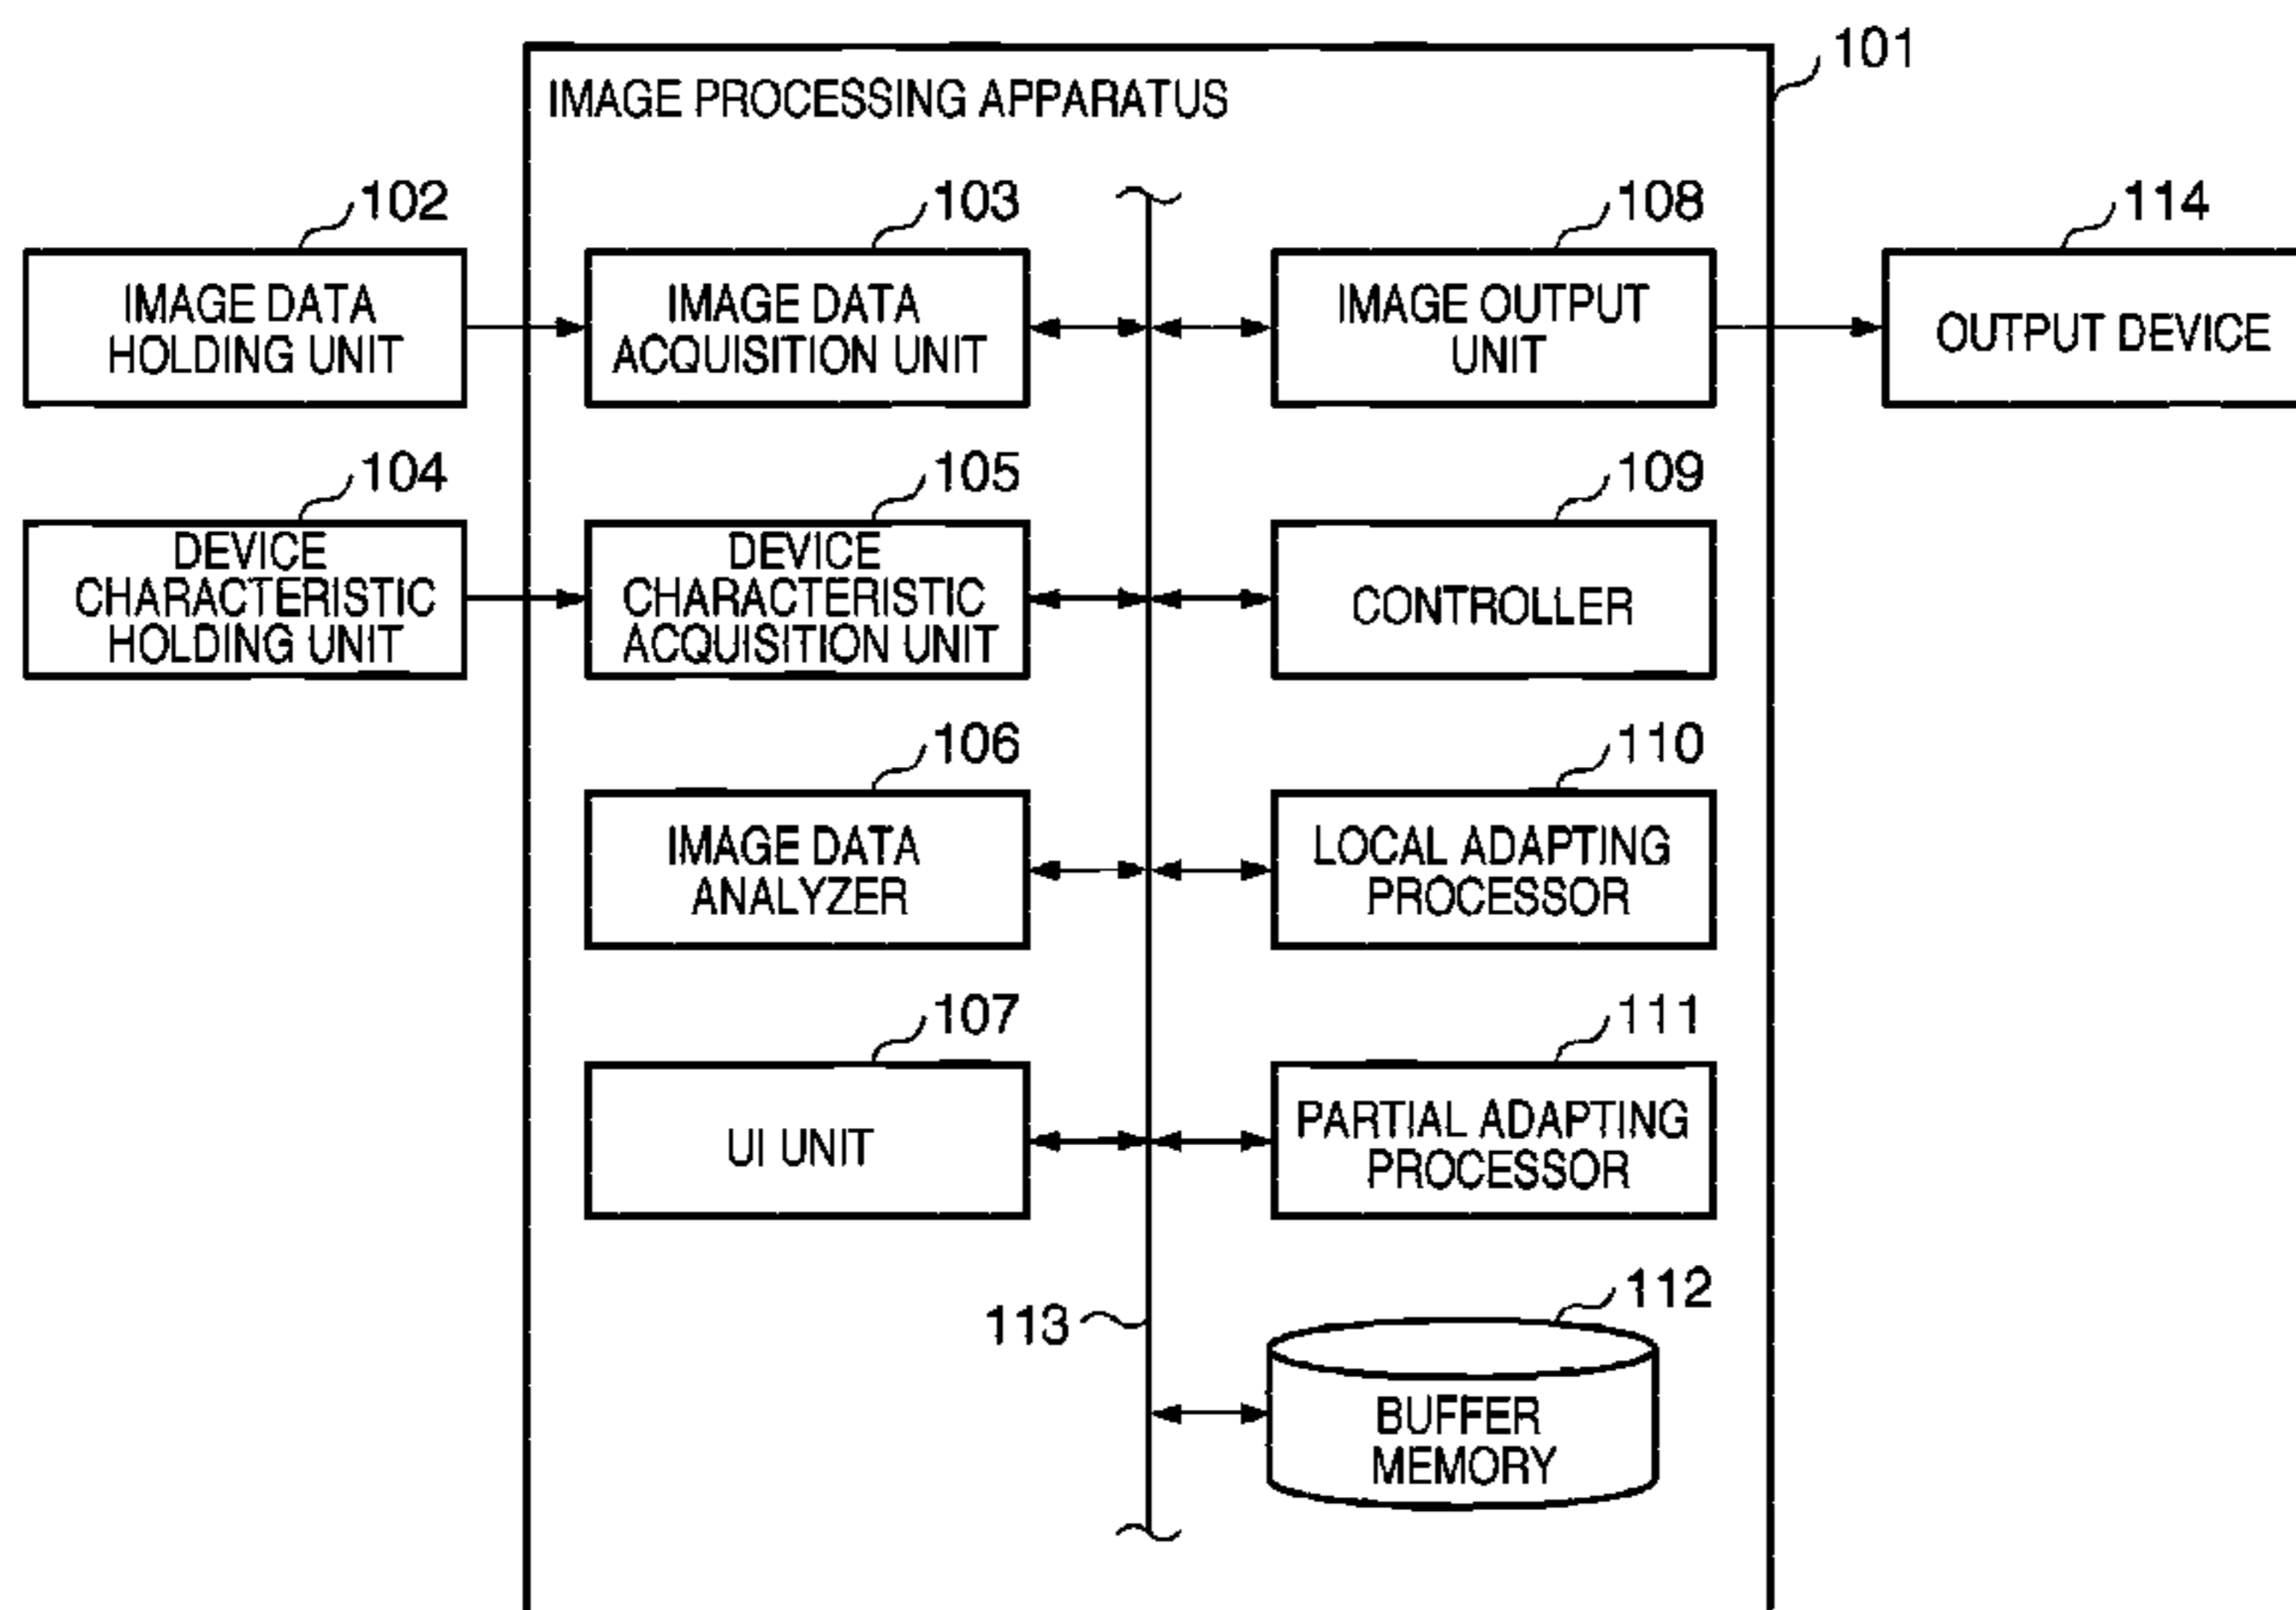 101
IMAGE PROCESSING APPARATUS
102
103
108
114
IMAGE DATA
HOLDING UNIT
IMAGE DATA
ACQUISITION UNIT
IMAGE OUTPUT
UNIT
OUTPUT DEVICE
104
105
109
DEVICE
CHARACTERISTIC
HOLDING UNIT
DEVICE
CHARACTERISTIC
ACQUISITION UNIT
CONTROLLER
106
110
IMAGE DATA
ANALYZER
LOCAL ADAPTING
PROCESSOR
107
111
UI UNIT
PARTIAL ADAPTING
PROCESSOR
113
112
BUFFER
MEMORY